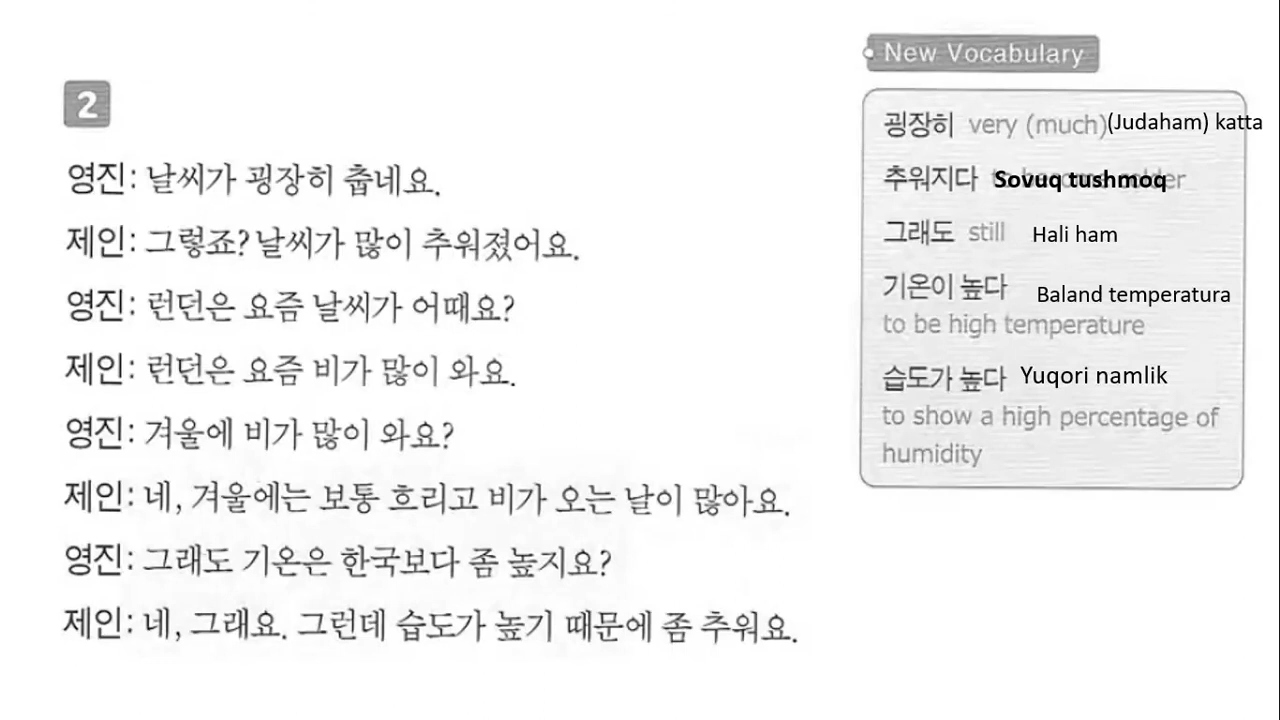 2
영진: 날씨가 굉장히 춥네요.
제인: 그렇죠? 날씨가 많이 추워졌어요.
영진: 런던은 요즘 날씨가 어때요?
제인: 런던은 요즘 비가 많이 와요.
영진: 겨울에 비가 많이 와요?
제인: 네, 겨울에는 보통 흐리고 비가 오는 날이 많아요.
영진: 그래도 기온은 한국보다 좀 높지요?
제인: 네, 그래요. 그런데 습도가 높기 때문에 좀 추워요.
New Vocabulary
굉장히 very (much)(Judaham) katta
추워지다 Sovuq tushmoq
그래도 still Hali ham
기온이 높다 Baland temperatura
to be high temperature
습도가 높다 Yuqori namlik
to show a high percentage of
humidity